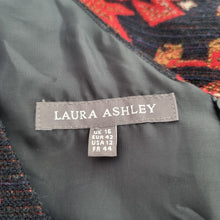 LAURA ASHLEY
UK 16
EUR 42
USA 12
FR 44